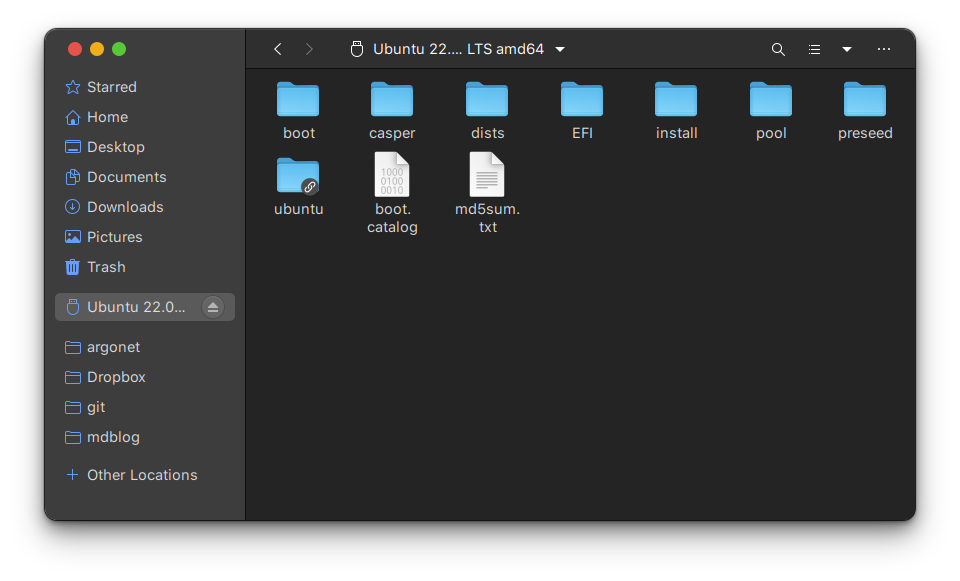 Ubuntu 22.... LTS amd64
Starred
Home
Desktop
Documents
Downloads
Pictures
Trash
Ubuntu 22.0...
argonet
Dropbox
git
mdblog
Other Locations
boot
casper
dists
EFI
install
pool
preseed
1000
0100
0010
ubuntu
boot.
catalog
md5sum.
txt